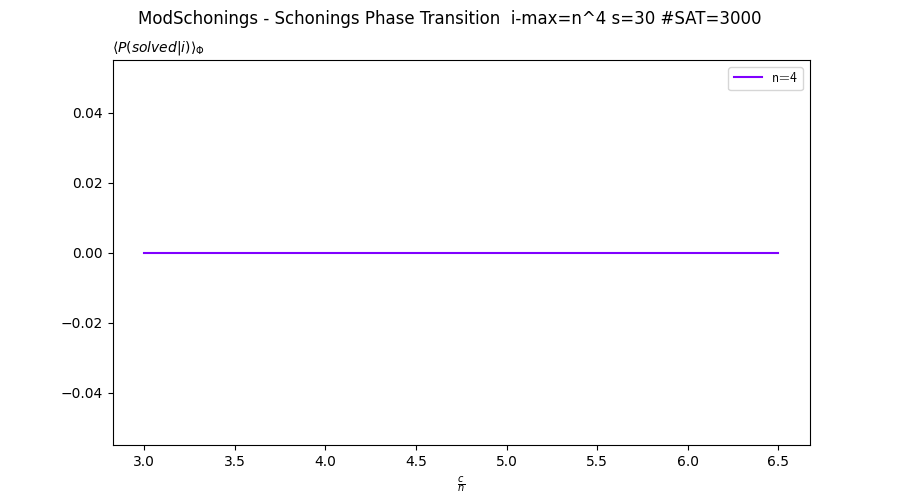 ModSchonings - Schonings Phase Transition  i-max=n^4 s=30 #SAT=3000
⟨P(solved|i)⟩Φ
n=4
0.04
0.02
0.00
−0.02
−0.04
3.0 3.5 4.0 4.5 5.0 5.5 6.0 6.5
c/n